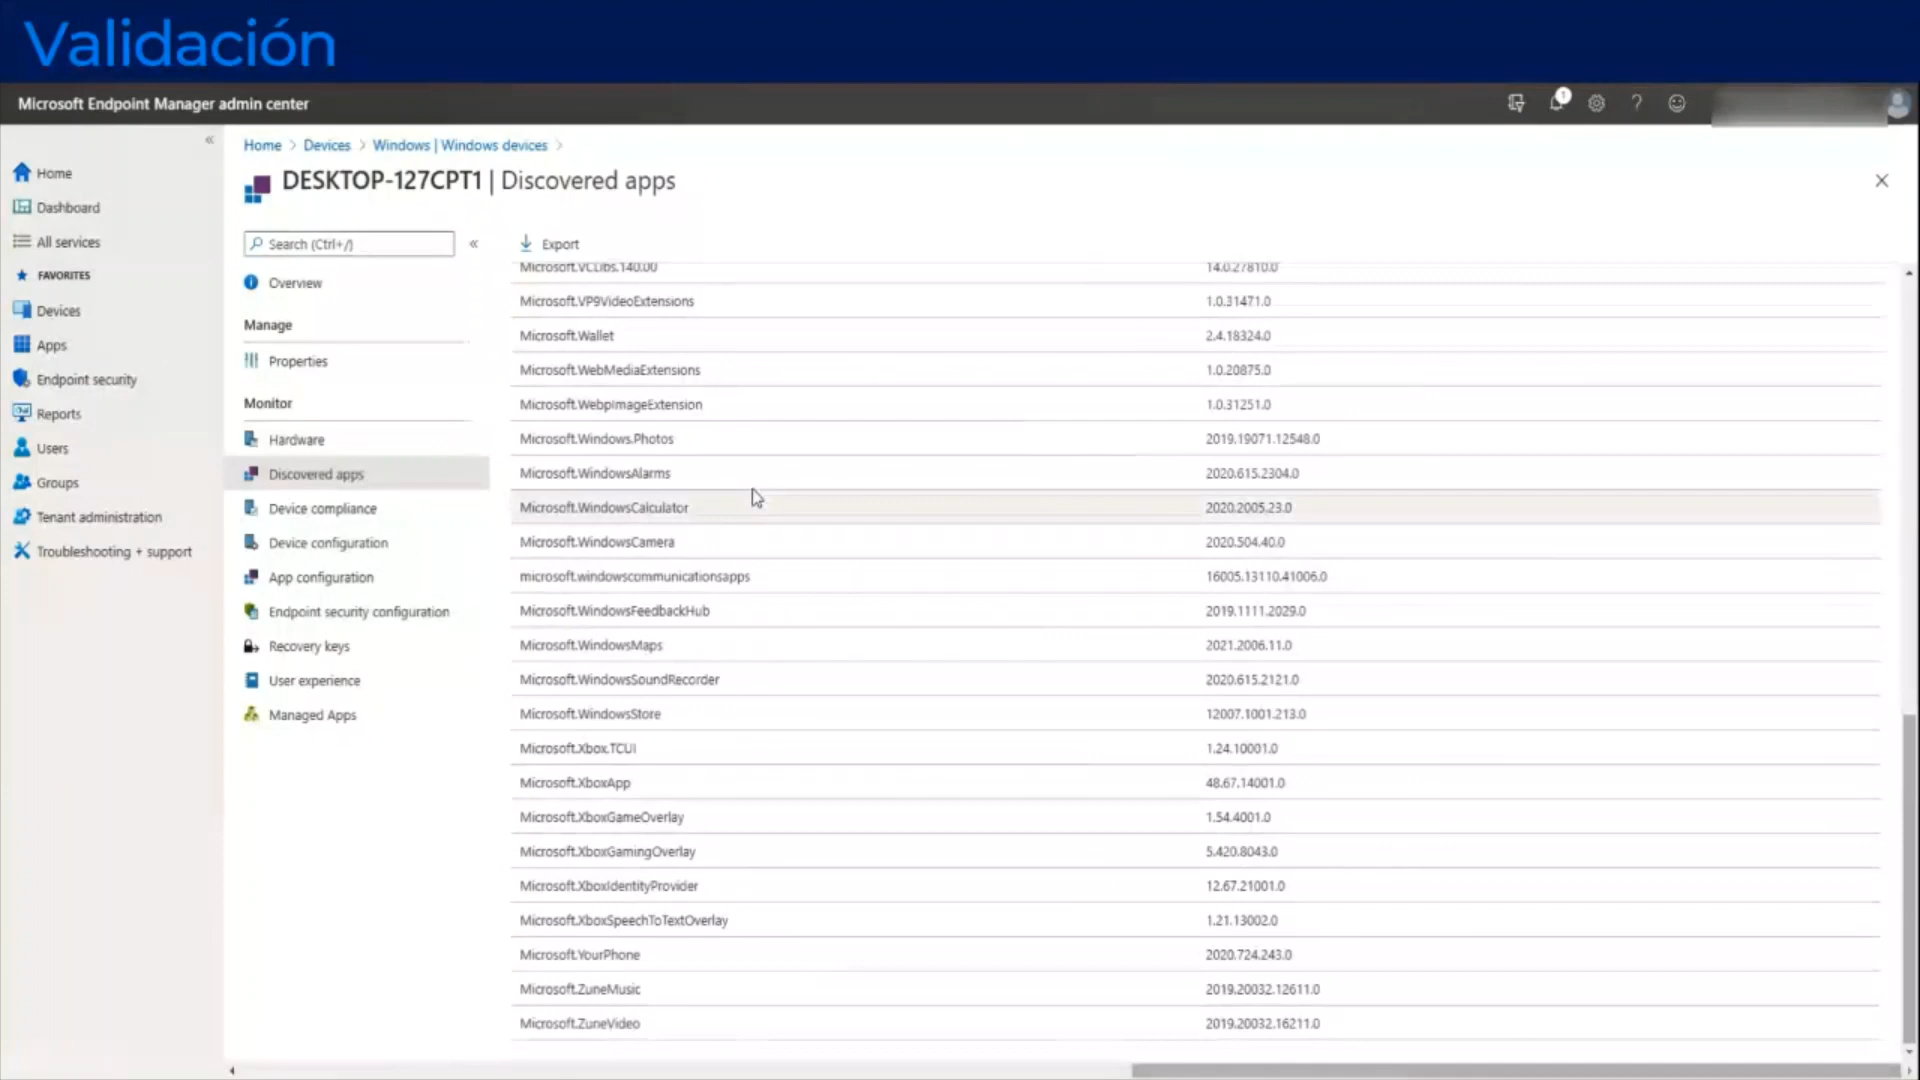 Validación
Microsoft Endpoint Manager admin center
1
Home
Dashboard
All services
FAVORITES
Devices
Apps
Endpoint security
Reports
Users
Groups
Tenant administration
Troubleshooting + support
Home > Devices > Windows | Windows devices >
DESKTOP-127CPT1 | Discovered apps
Search (Ctrl+/)
Overview
Manage
Properties
Monitor
Hardware
Discovered apps
Device compliance
Device configuration
App configuration
Endpoint security configuration
Recovery keys
User experience
Managed Apps
Export
Microsoft.VCLibs.140.00 14.0.27810.0
Microsoft.VP9VideoExtensions 1.0.31471.0
Microsoft.Wallet 2.4.18324.0
Microsoft.WebMediaExtensions 1.0.20875.0
Microsoft.WebpImageExtension 1.0.31251.0
Microsoft.Windows.Photos 2019.19071.12548.0
Microsoft.WindowsAlarms 2020.615.2304.0
Microsoft.WindowsCalculator 2020.2005.23.0
Microsoft.WindowsCamera 2020.504.40.0
microsoft.windowscommunicationsapps 16005.13110.41006.0
Microsoft.WindowsFeedbackHub 2019.1111.2029.0
Microsoft.WindowsMaps 2021.2006.11.0
Microsoft.WindowsSoundRecorder 2020.615.2121.0
Microsoft.WindowsStore 12007.1001.213.0
Microsoft.Xbox.TCUI 1.24.10001.0
Microsoft.XboxApp 48.67.14001.0
Microsoft.XboxGameOverlay 1.54.4001.0
Microsoft.XboxGamingOverlay 5.420.8043.0
Microsoft.XboxIdentityProvider 12.67.21001.0
Microsoft.XboxSpeechToTextOverlay 1.21.13002.0
Microsoft.YourPhone 2020.724.243.0
Microsoft.ZuneMusic 2019.20032.12611.0
Microsoft.ZuneVideo 2019.20032.16211.0